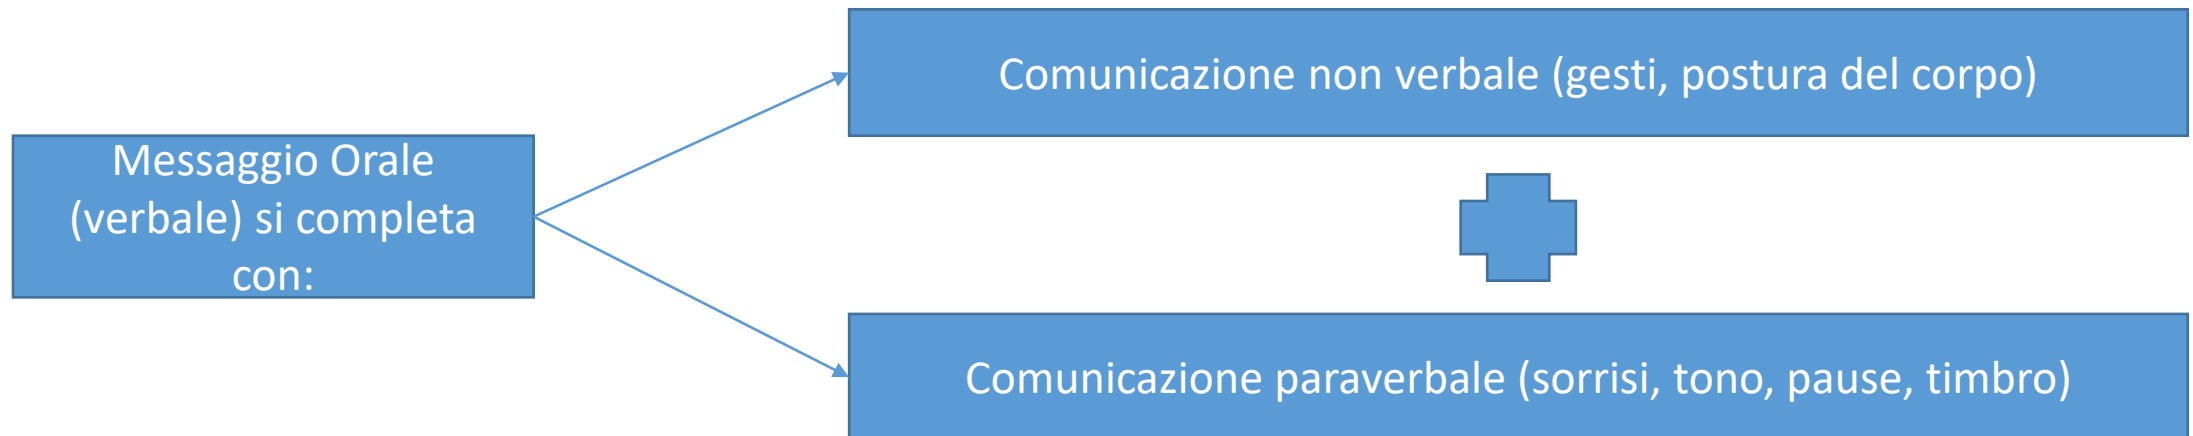 Comunicazione non verbale (gesti, postura del corpo)
Messaggio Orale
(verbale) si completa
con:
Comunicazione paraverbale (sorrisi, tono, pause, timbro)